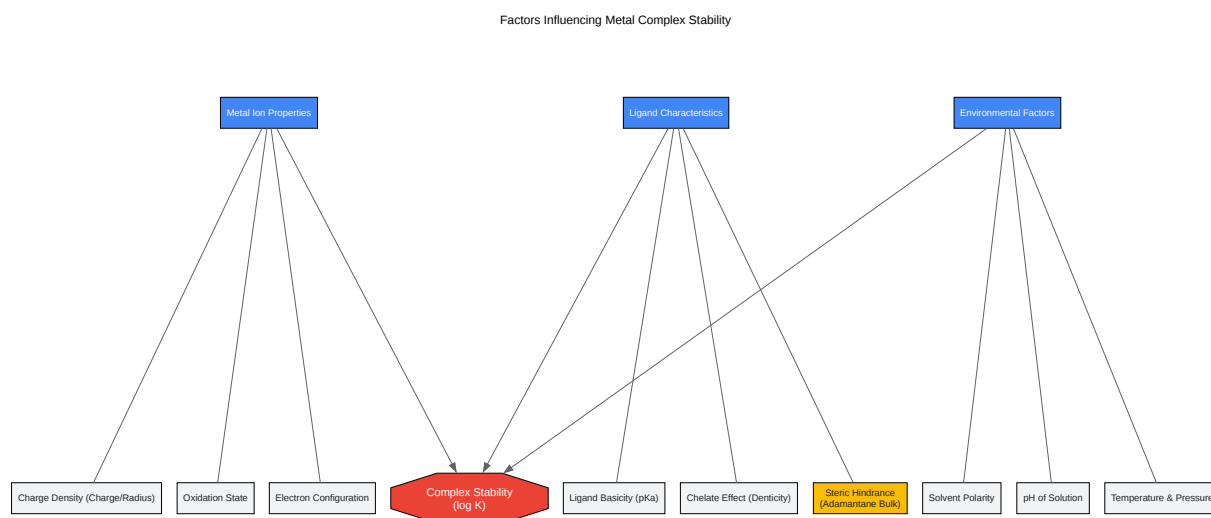 Factors Influencing Metal Complex Stability
Metal Ion Properties
Ligand Characteristics
Environmental Factors
Charge Density (Charge/Radius)
Oxidation State
Electron Configuration
Complex Stability
(log K)
Ligand Basicity (pKa)
Chelate Effect (Denticity)
Steric Hindrance
(Adamantane Bulk)
Solvent Polarity
pH of Solution
Temperature & Pressure